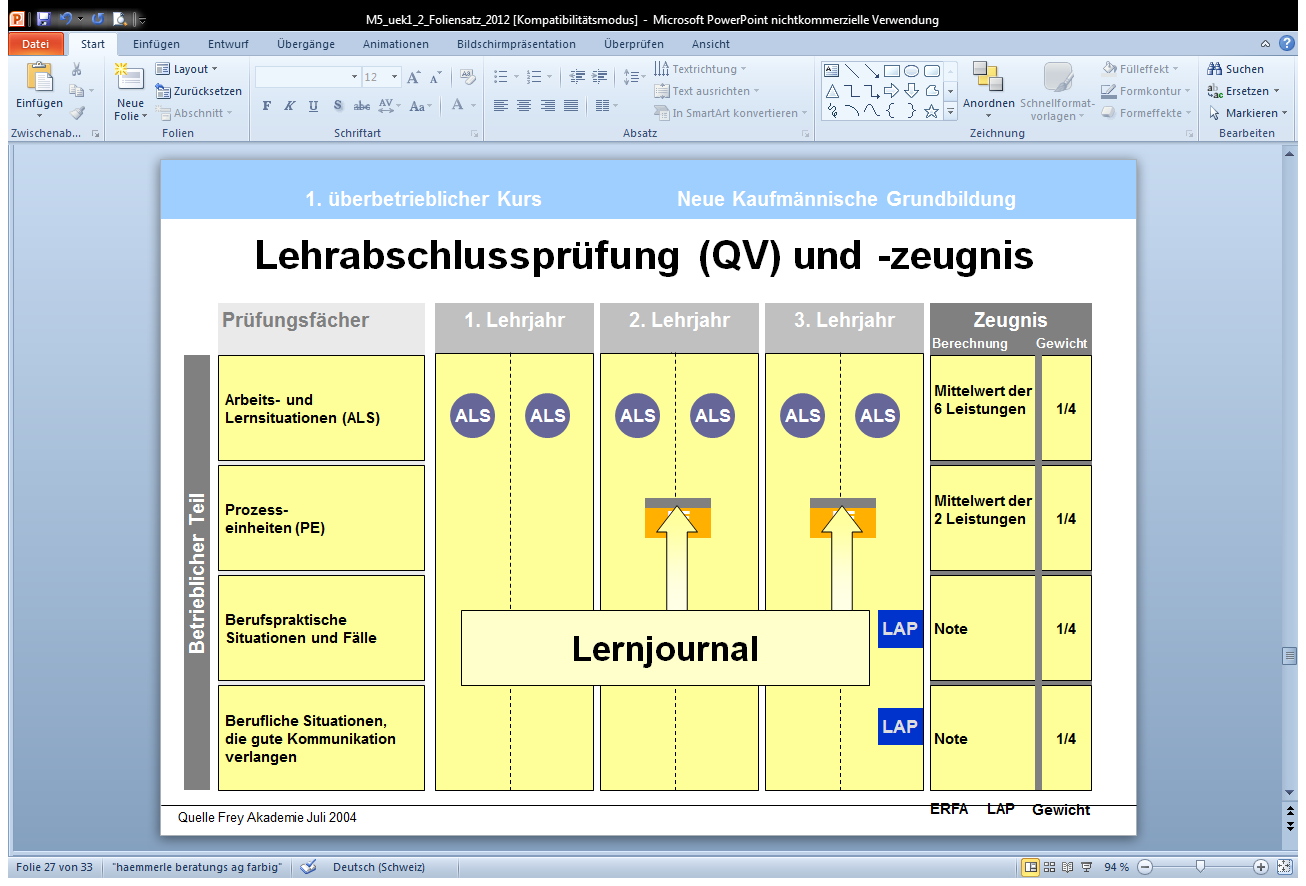 M5_uek1_2_Foliensatz_2012 [Kompatibilitätsmodus] - Microsoft PowerPoint nichtkommerzielle Verwendung
Datei Start Einfügen Entwurf Übergänge Animationen Bildschirmpräsentation Überprüfen Ansicht
Einfügen
Zwischenab...
Neue
Folie
Layout
Zurücksetzen
Abschnitt
Folien
12
F K U S abc AV Aa A
Schriftart
Textrichtung
Text ausrichten
In SmartArt konvertieren
Absatz
Anordnen
Schnellformat-
vorlagen
Fülleffekt
Formkontur
Formeffekte
Zeichnung
Suchen
Ersetzen
Markieren
Bearbeiten
1. überbetrieblicher Kurs Neue Kaufmännische Grundbildung
Lehrabschlussprüfung (QV) und -zeugnis
Prüfungsfächer 1. Lehrjahr 2. Lehrjahr 3. Lehrjahr Zeugnis
Berechnung Gewicht
Betrieblicher Teil
Arbeits- und
Lernsituationen (ALS)
ALS ALS ALS ALS ALS ALS
Mittelwert der
6 Leistungen
1/4
Prozess-
einheiten (PE)
Mittelwert der
2 Leistungen
1/4
Berufspraktische
Situationen und Fälle
LAP
Note
1/4
Lernjournal
Berufliche Situationen,
die gute Kommunikation
verlangen
LAP
Note
1/4
ERFA LAP Gewicht
Quelle Frey Akademie Juli 2004
Folie 27 von 33 "haemmerle beratungs ag farbig" Deutsch (Schweiz) 94 %